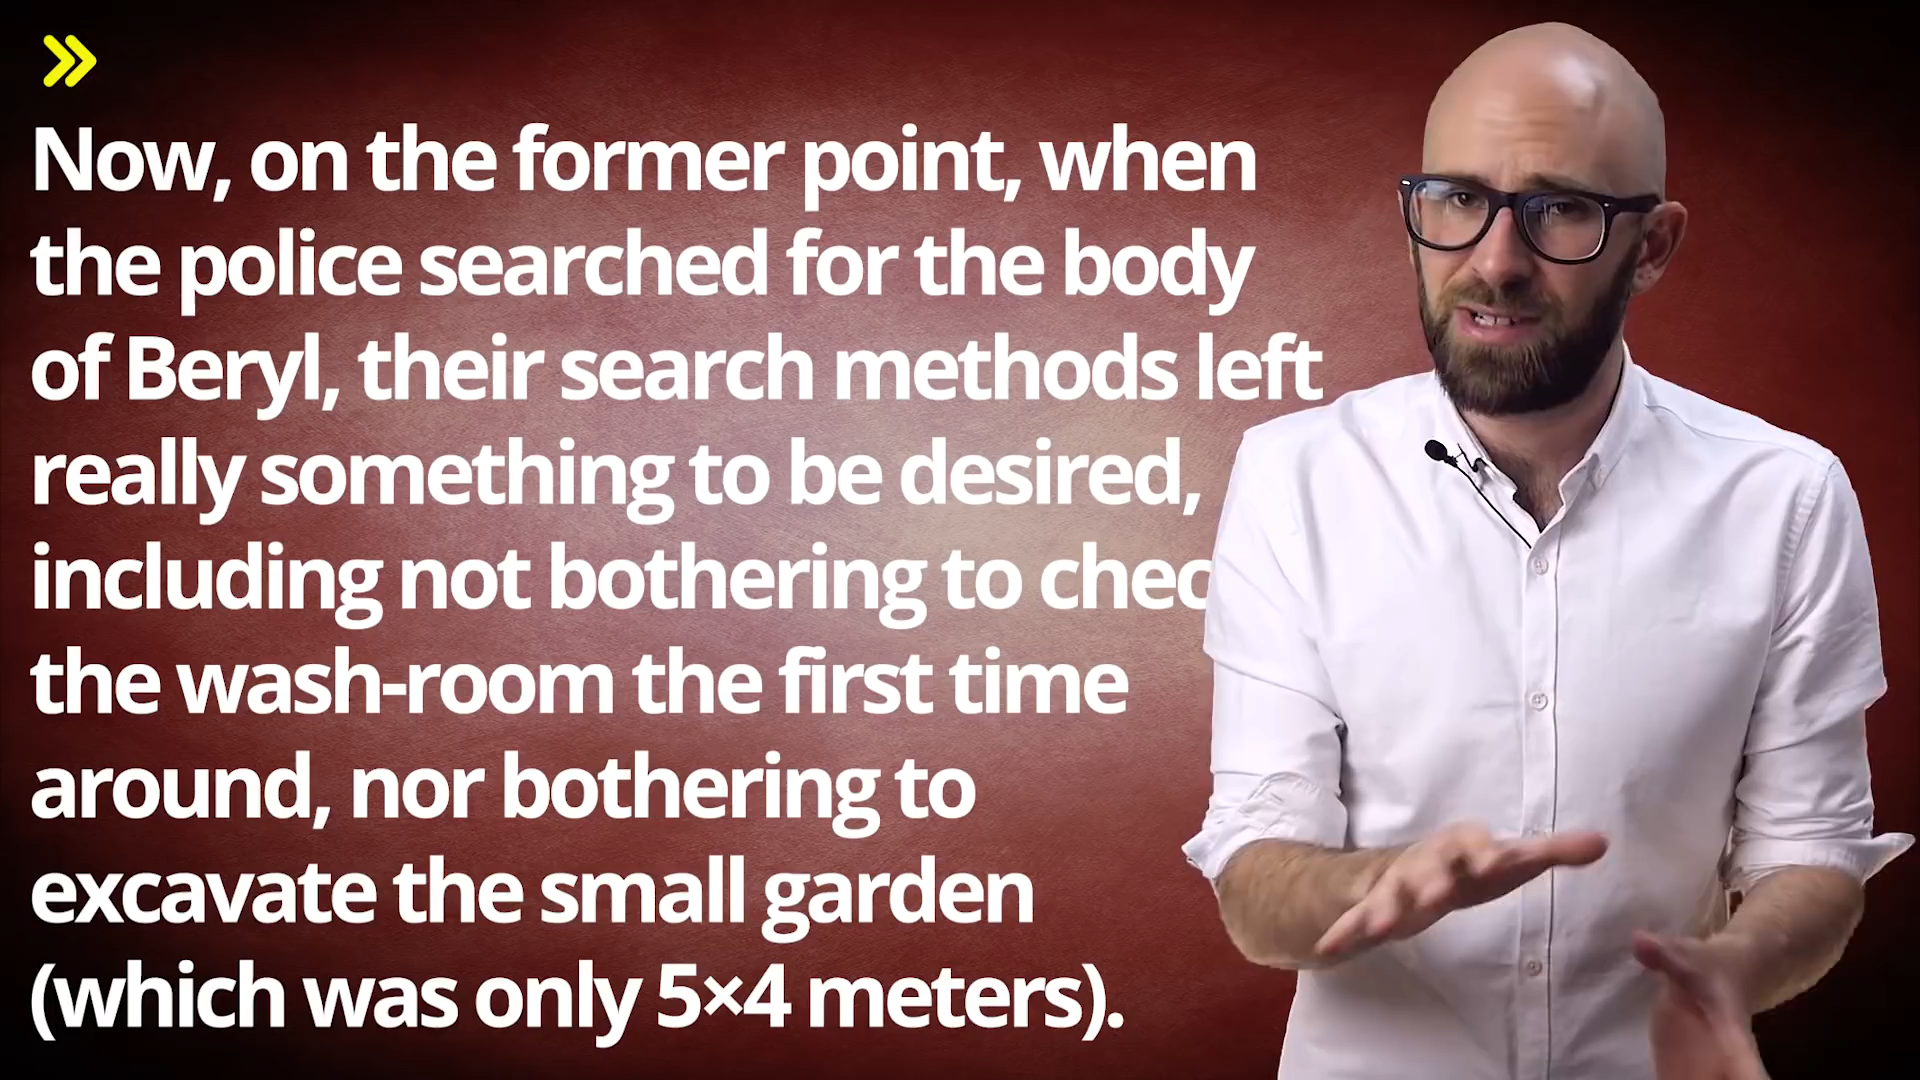 Now, on the former point, when
the police searched for the body
of Beryl, their search methods left
really something to be desired,
including not bothering to chec
the wash-room the first time
around, nor bothering to
excavate the small garden
(which was only 5×4 meters).